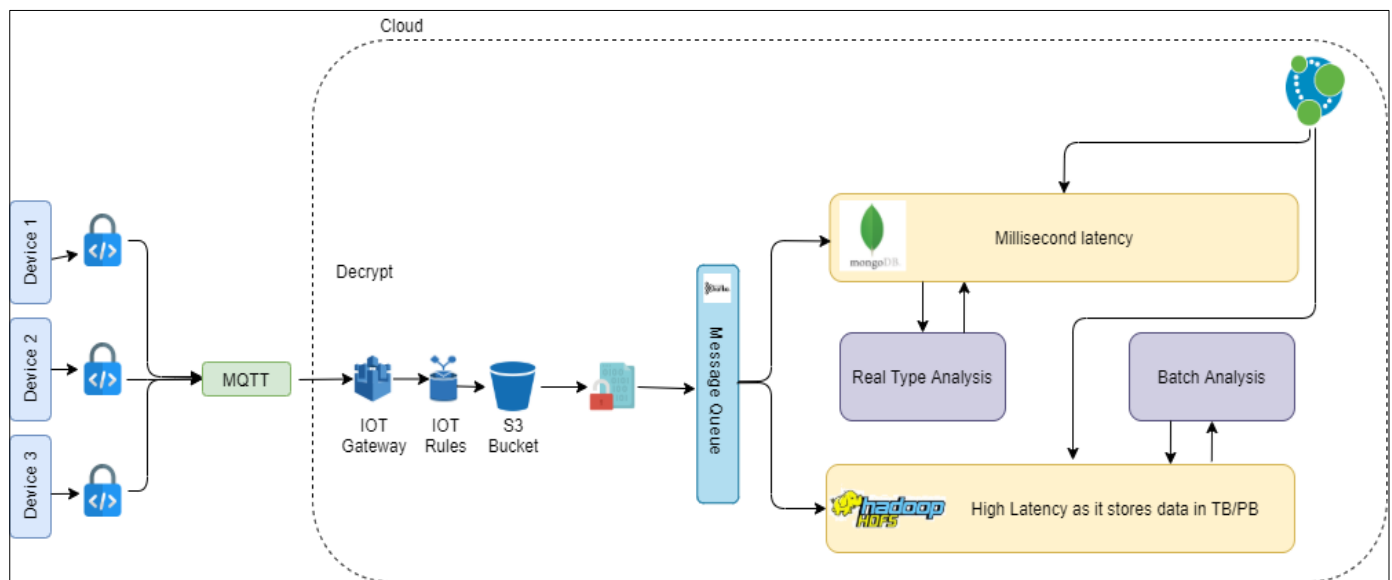 Cloud
Device 1
Device 2
Device 3
MQTT
Decrypt
IOT
Gateway
IOT
Rules
S3
Bucket
Message Queue
mongoDB
Millisecond latency
Real Type Analysis
Batch Analysis
hadoop
HDFS
High Latency as it stores data in TB/PB